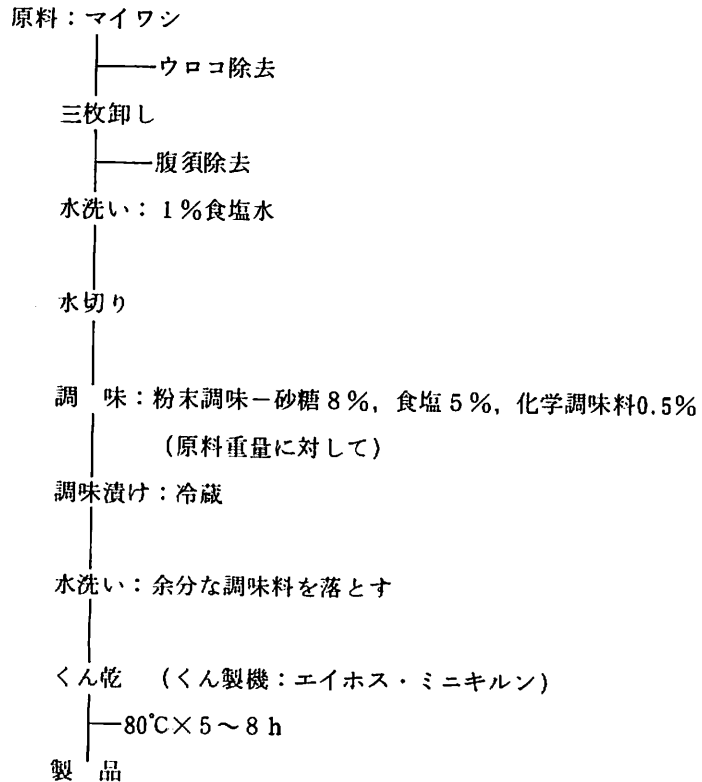 原料：マイワシ
ウロコ除去
三枚卸し
腹須除去
水洗い：1％食塩水
水切り
調　味：粉末調味－砂糖8％，食塩5％，化学調味料0.5％
（原料重量に対して）
調味漬け：冷蔵
水洗い：余分な調味料を落とす
くん乾　（くん製機：エイホス・ミニキルン）
80℃×5～8h
製　品